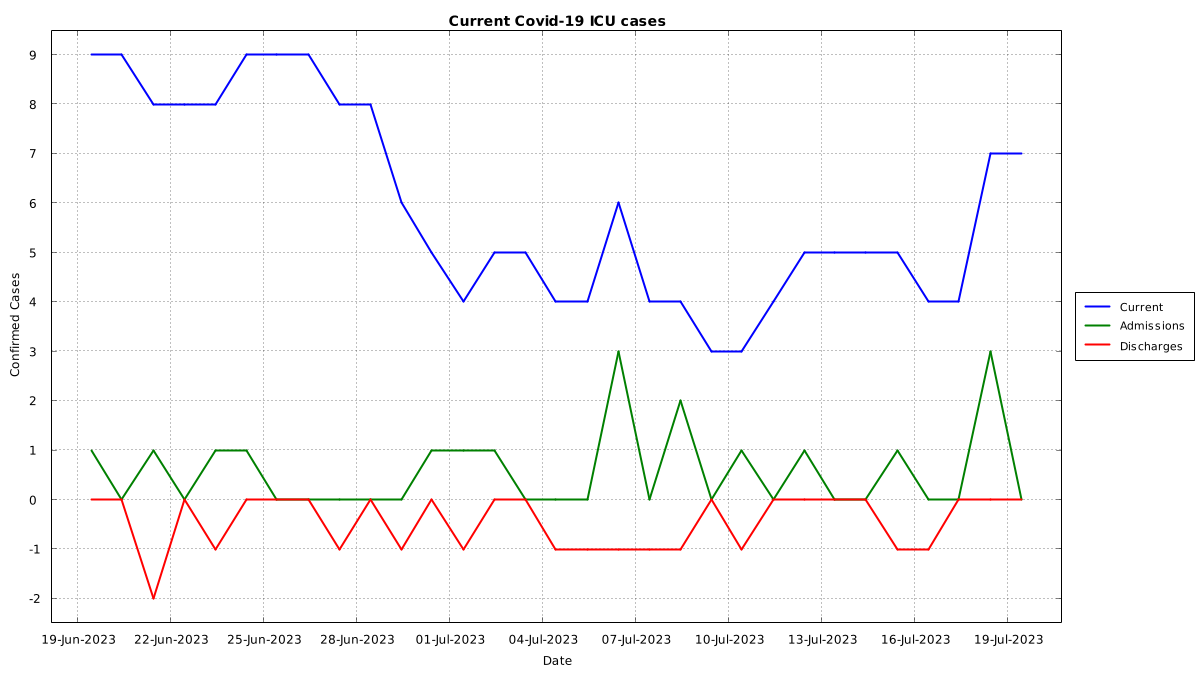 Current Covid-19 ICU cases
Confirmed Cases
9
8
7
6
5
4
3
2
1
0
-1
-2
19-Jun-2023 22-Jun-2023 25-Jun-2023 28-Jun-2023 01-Jul-2023 04-Jul-2023 07-Jul-2023 10-Jul-2023 13-Jul-2023 16-Jul-2023 19-Jul-2023
Date
Current
Admissions
Discharges